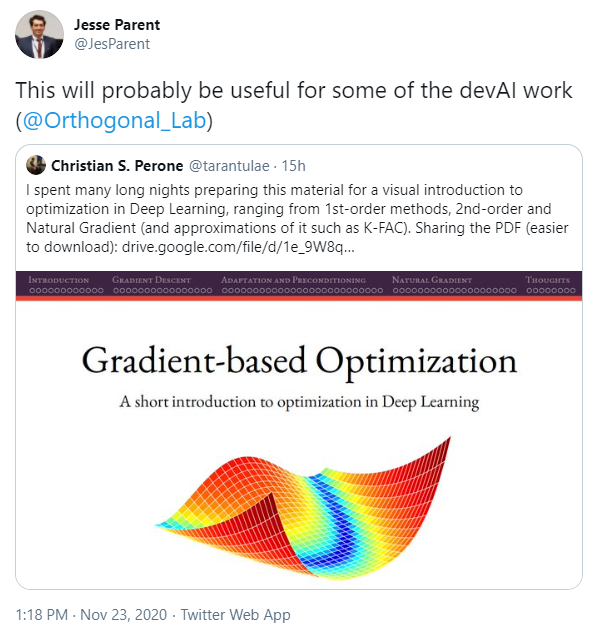 Jesse Parent
@JesParent
This will probably be useful for some of the devAI work
(@Orthogonal_Lab)
Christian S. Perone @tarantulae · 15h
I spent many long nights preparing this material for a visual introduction to
optimization in Deep Learning, ranging from 1st-order methods, 2nd-order and
Natural Gradient (and approximations of it such as K-FAC). Sharing the PDF (easier
to download): drive.google.com/file/d/1e_9W8q...
Introduction Gradient Descent Adaptation and Preconditioning Natural Gradient Thoughts
Gradient-based Optimization
A short introduction to optimization in Deep Learning
1:18 PM · Nov 23, 2020 · Twitter Web App